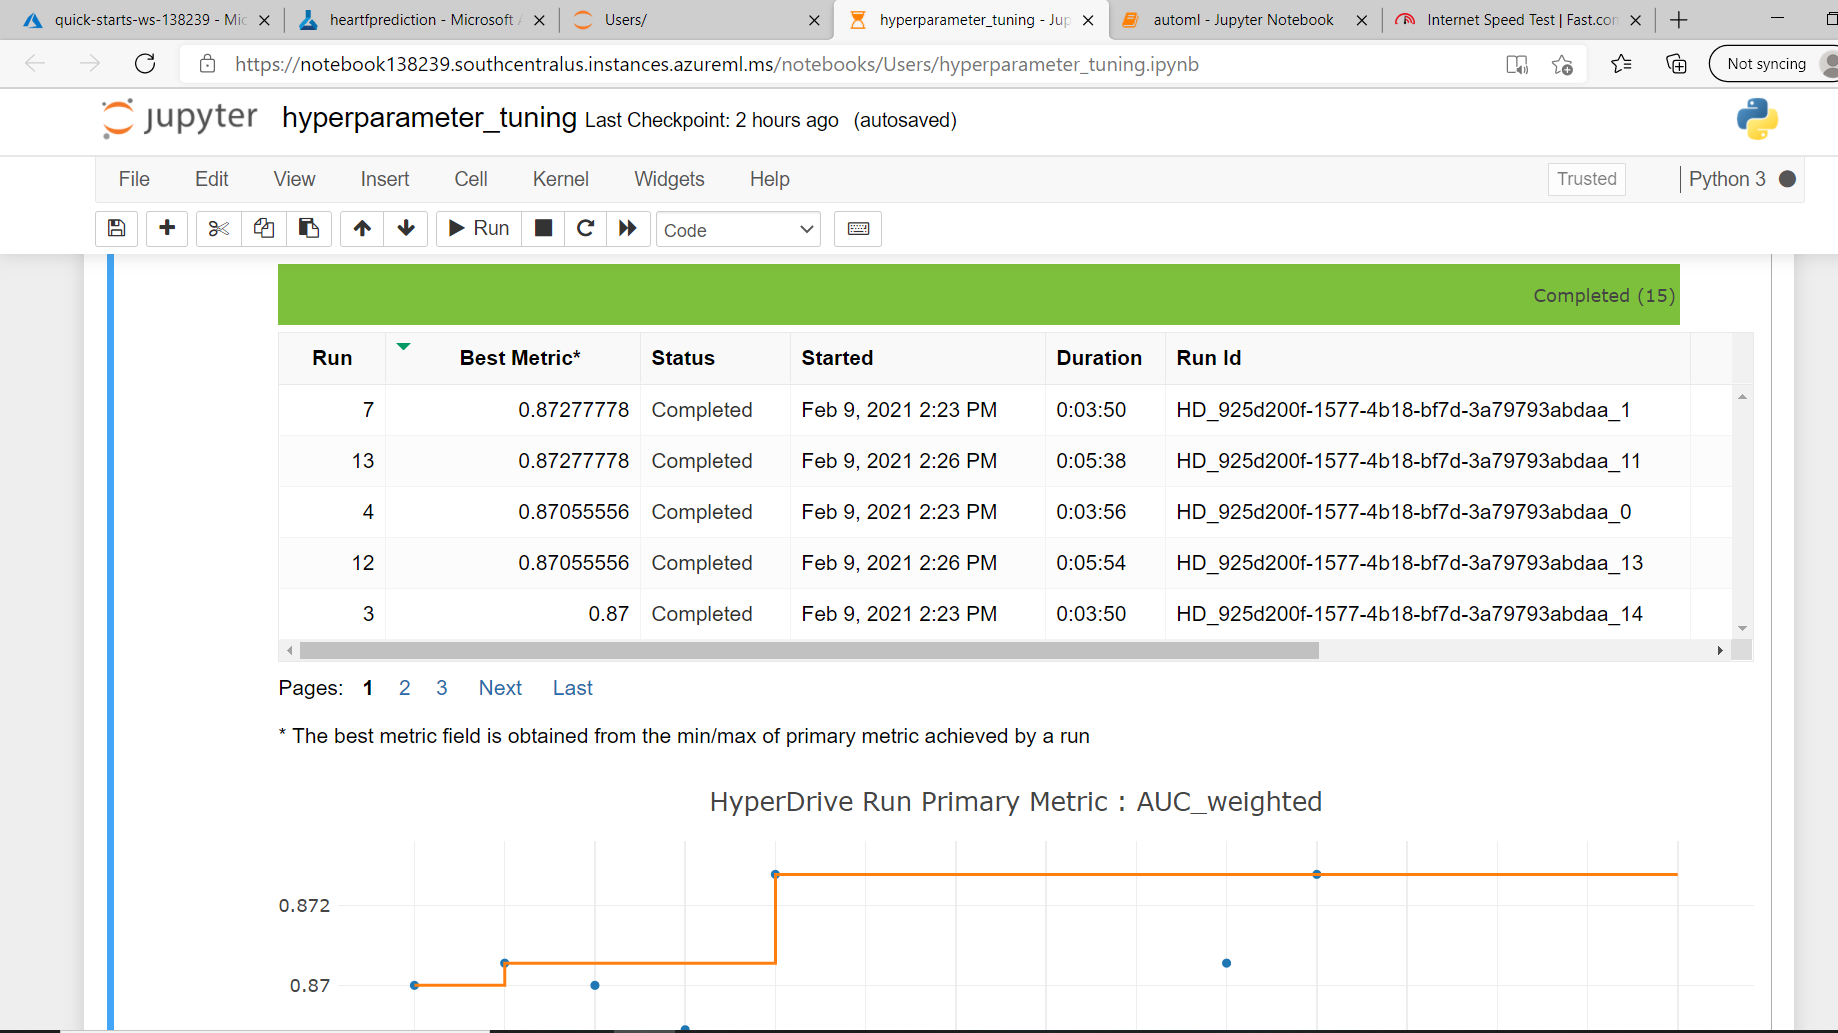 quick-starts-ws-138239 - Mic
heartfprediction - Microsoft A
Users/
hyperparameter_tuning - Jup
automl - Jupyter Notebook
Internet Speed Test | Fast.com
https://notebook138239.southcentralus.instances.azureml.ms/notebooks/Users/hyperparameter_tuning.ipynb
Not syncing
jupyter hyperparameter_tuning Last Checkpoint: 2 hours ago (autosaved)
File Edit View Insert Cell Kernel Widgets Help Trusted Python 3
Run Code
Completed (15)
Run Best Metric* Status Started Duration Run Id
7 0.87277778 Completed Feb 9, 2021 2:23 PM 0:03:50 HD_925d200f-1577-4b18-bf7d-3a79793abdaa_1
13 0.87277778 Completed Feb 9, 2021 2:26 PM 0:05:38 HD_925d200f-1577-4b18-bf7d-3a79793abdaa_11
4 0.87055556 Completed Feb 9, 2021 2:23 PM 0:03:56 HD_925d200f-1577-4b18-bf7d-3a79793abdaa_0
12 0.87055556 Completed Feb 9, 2021 2:26 PM 0:05:54 HD_925d200f-1577-4b18-bf7d-3a79793abdaa_13
3 0.87 Completed Feb 9, 2021 2:23 PM 0:03:50 HD_925d200f-1577-4b18-bf7d-3a79793abdaa_14
Pages: 1 2 3 Next Last
* The best metric field is obtained from the min/max of primary metric achieved by a run
HyperDrive Run Primary Metric : AUC_weighted
0.872
0.87